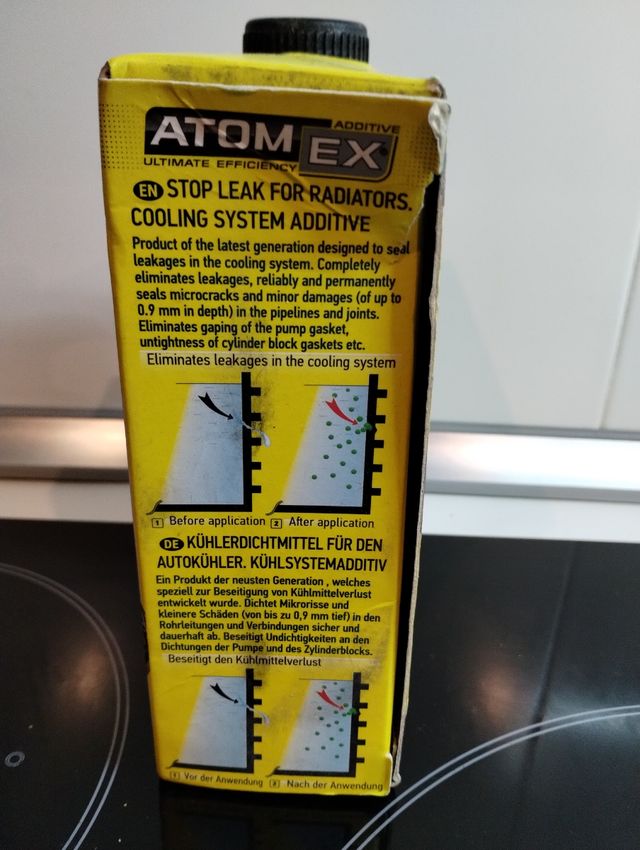 ATOM EX®
ADDITIVE
ULTIMATE EFFICIENCY
EN STOP LEAK FOR RADIATORS.
COOLING SYSTEM ADDITIVE
Product of the latest generation designed to seal
leakages in the cooling system. Completely
eliminates leakages, reliably and permanently
seals microcracks and minor damages (of up to
0.9 mm in depth) in the pipelines and joints.
Eliminates gaping of the pump gasket,
untightness of cylinder block gaskets etc.
Eliminates leakages in the cooling system
1 Before application 2 After application
DE KÜHLERDICHTMITTEL FÜR DEN
AUTOKÜHLER. KÜHLSYSTEMADDITIV
Ein Produkt der neusten Generation , welches
speziell zur Beseitigung von Kühlmittelverlust
entwickelt wurde. Dichtet Mikrorisse und
kleinere Schäden (von bis zu 0,9 mm tief) in den
Rohrleitungen und Verbindungen sicher und
dauerhaft ab. Beseitigt Undichtigkeiten an den
Dichtungen der Pumpe und des Zylinderblocks.
Beseitigt den Kühlmittelverlust
1 Vor der Anwendung 2 Nach der Anwendung